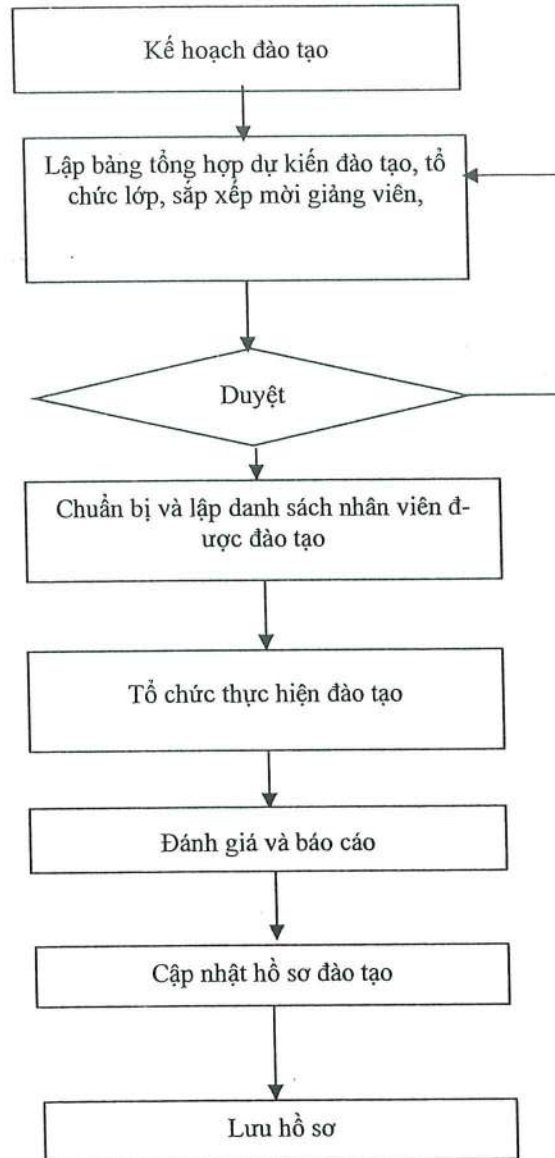 Kế hoạch đào tạo
Lập bảng tổng hợp dự kiến đào tạo, tổ
chức lớp, sắp xếp mời giảng viên,
Duyệt
Chuẩn bị và lập danh sách nhân viên đ-
ược đào tạo
Tổ chức thực hiện đào tạo
Đánh giá và báo cáo
Cập nhật hồ sơ đào tạo
Lưu hồ sơ